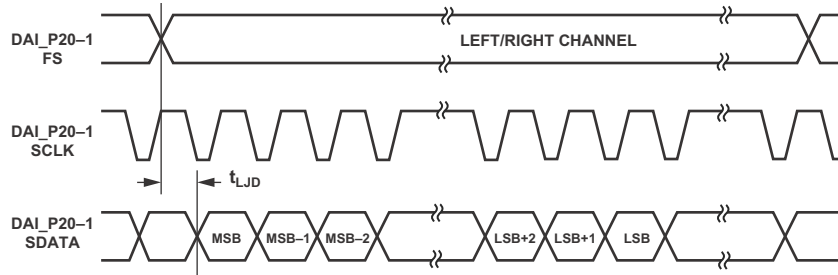 DAI_P20–1
FS
LEFT/RIGHT CHANNEL
DAI_P20–1
SCLK
tLJD
DAI_P20–1
SDATA
MSB MSB–1 MSB–2 LSB+2 LSB+1 LSB